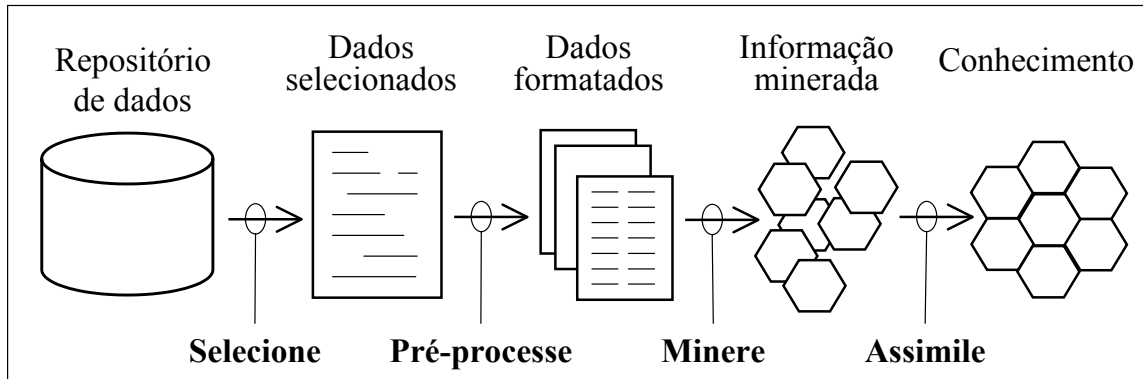 Repositório
de dados
Dados
selecionados
Dados
formatados
Informação
minerada
Conhecimento
Selecione
Pré-processe
Minere
Assimile